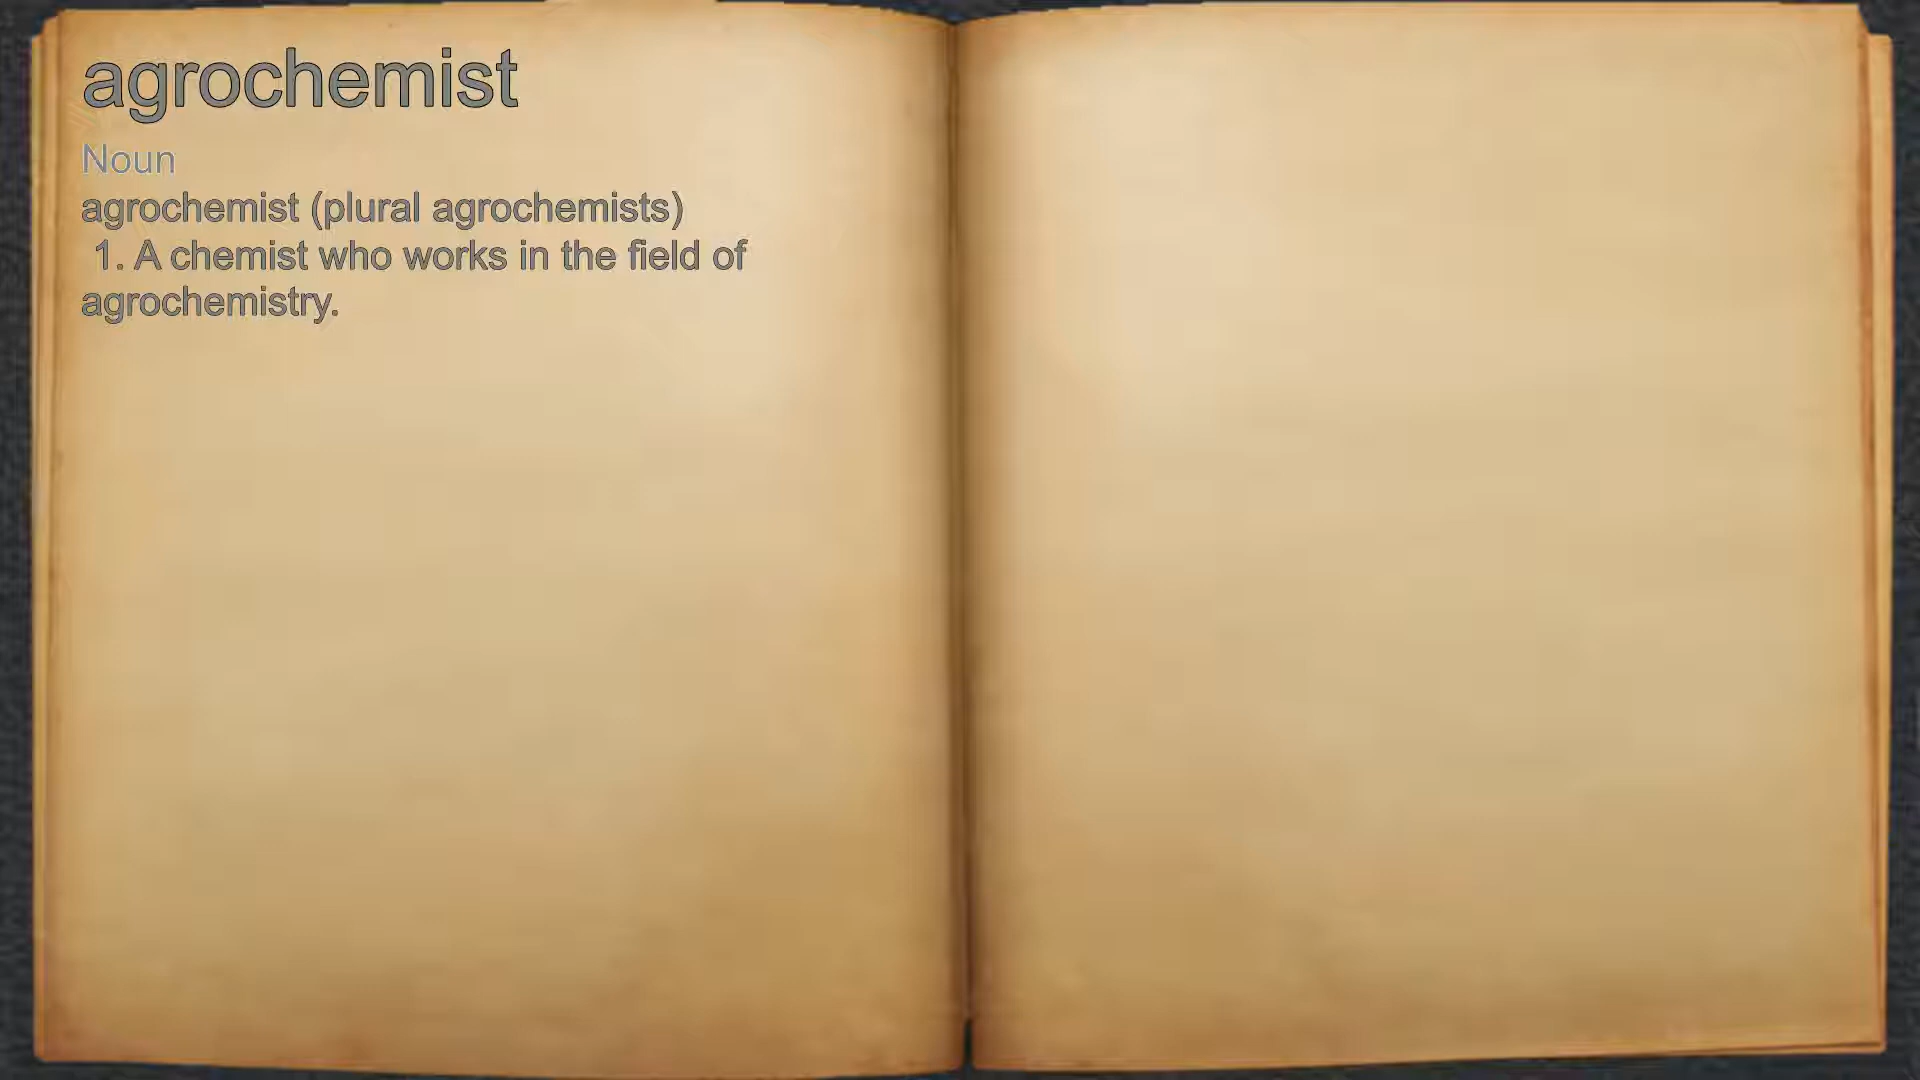 agrochemist
Noun
agrochemist (plural agrochemists)
1. A chemist who works in the field of
agrochemistry.